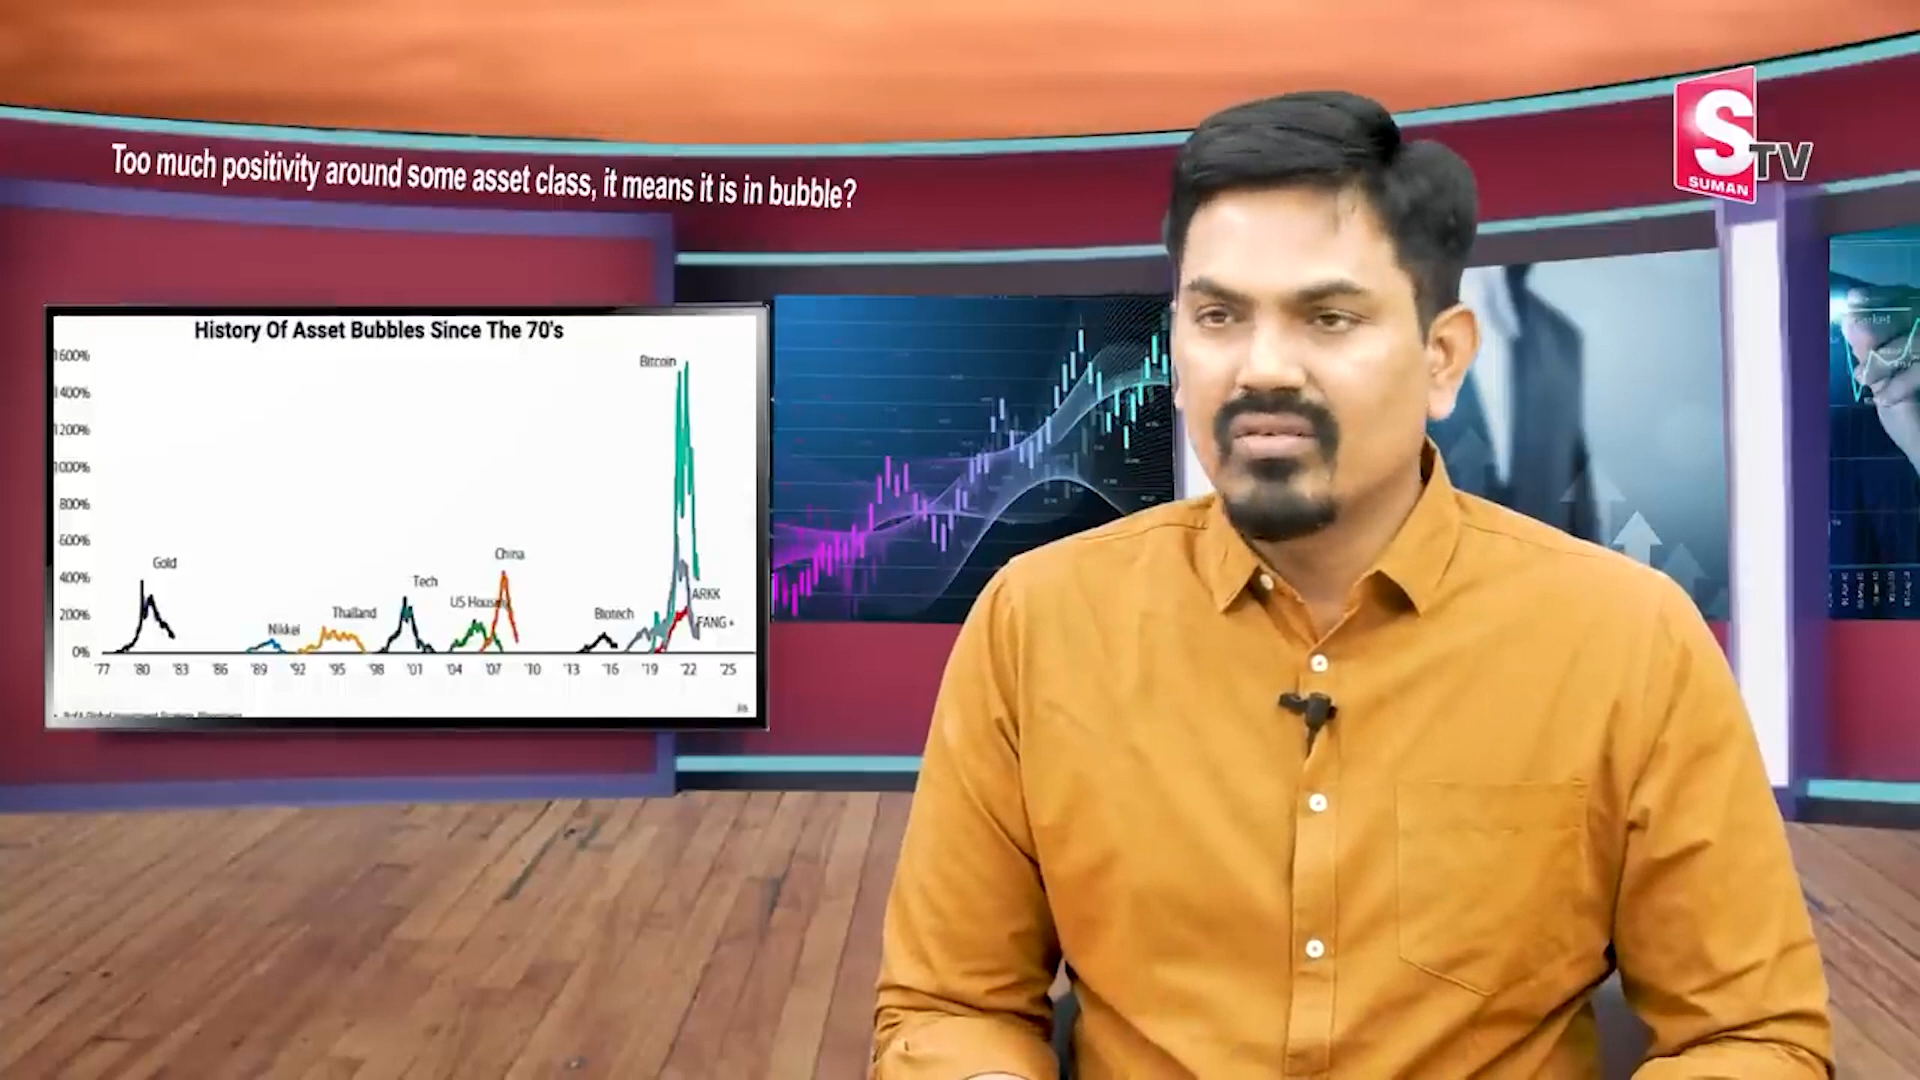 Too much positivity around some asset class, it means it is in bubble?
S TV
SUMAN
History Of Asset Bubbles Since The 70's
1600%
1400%
1200%
1000%
800%
600%
400%
200%
0%
Bitcoin
Gold
China
Tech
US Housing
Thailand
Nikkei
Biotech
ARKK
FANG+
'77 '80 '83 '86 '89 '92 '95 '98 '01 '04 '07 '10 '13 '16 '19 '22 '25
market